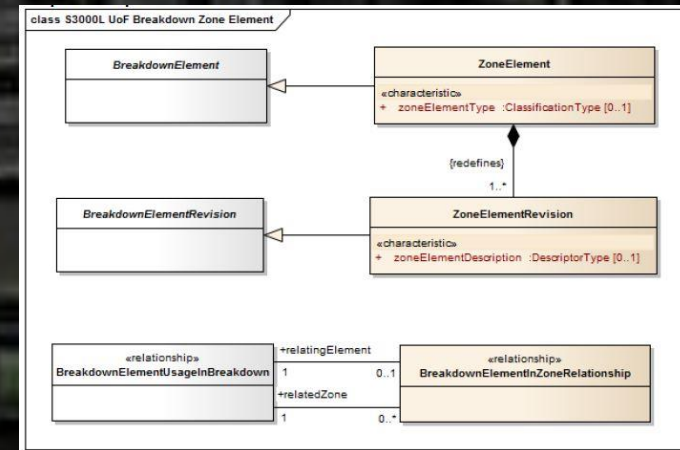 class S3000L UoF Breakdown Zone Element
BreakdownElement
ZoneElement
«characteristic»
+ zoneElementType :ClassificationType [0..1]
{redefines}
1..*
BreakdownElementRevision
ZoneElementRevision
«characteristic»
+ zoneElementDescription :DescriptorType [0..1]
«relationship»
BreakdownElementUsageInBreakdown
+relatingElement
1
0..1
+relatedZone
1
0..*
«relationship»
BreakdownElementInZoneRelationship